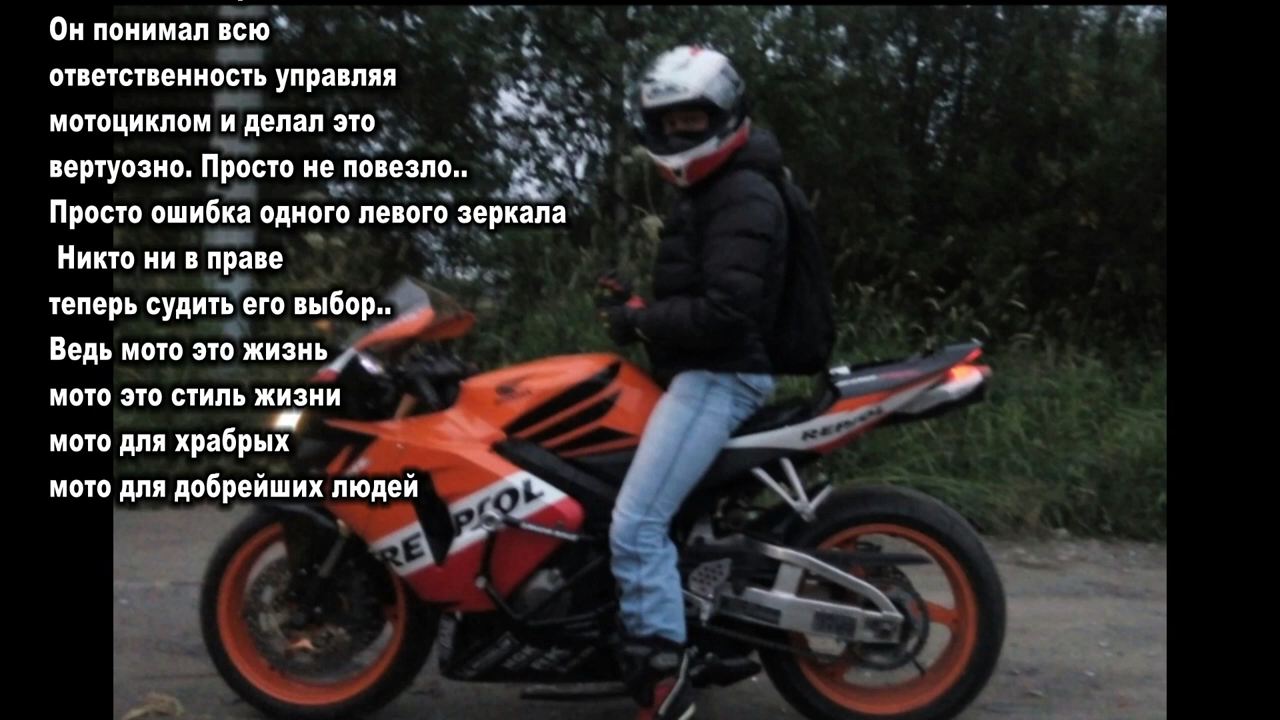 Он понимал всю
ответственность управляя
мотоциклом и делал это
вертуозно. Просто не повезло..
Просто ошибка одного левого зеркала
Никто ни в праве
теперь судить его выбор..
Ведь мото это жизнь
мото это стиль жизни
мото для храбрых
мото для добрейших людей
REPSOL
REPSOL